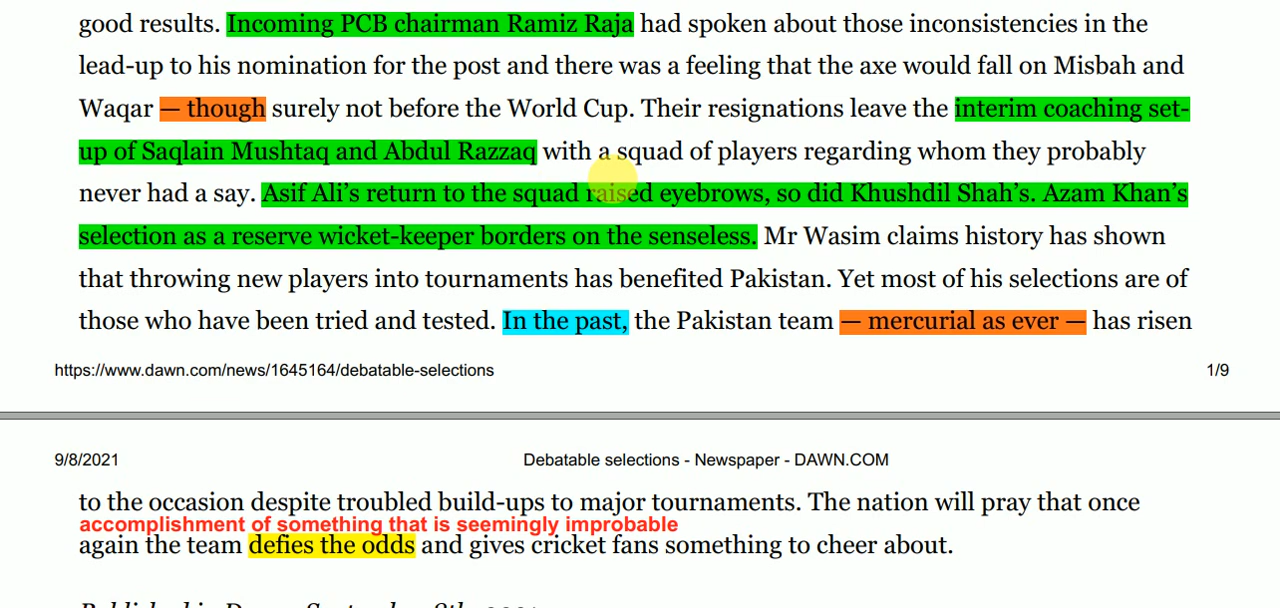 good results. Incoming PCB chairman Ramiz Raja had spoken about those inconsistencies in the
lead-up to his nomination for the post and there was a feeling that the axe would fall on Misbah and
Waqar — though surely not before the World Cup. Their resignations leave the interim coaching set-
up of Saqlain Mushtaq and Abdul Razzaq with a squad of players regarding whom they probably
never had a say. Asif Ali’s return to the squad raised eyebrows, so did Khushdil Shah’s. Azam Khan’s
selection as a reserve wicket-keeper borders on the senseless. Mr Wasim claims history has shown
that throwing new players into tournaments has benefited Pakistan. Yet most of his selections are of
those who have been tried and tested. In the past, the Pakistan team — mercurial as ever — has risen
https://www.dawn.com/news/1645164/debatable-selections 1/9
9/8/2021 Debatable selections - Newspaper - DAWN.COM
to the occasion despite troubled build-ups to major tournaments. The nation will pray that once
accomplishment of something that is seemingly improbable
again the team defies the odds and gives cricket fans something to cheer about.
Published in Dawn, September 8th, 2021